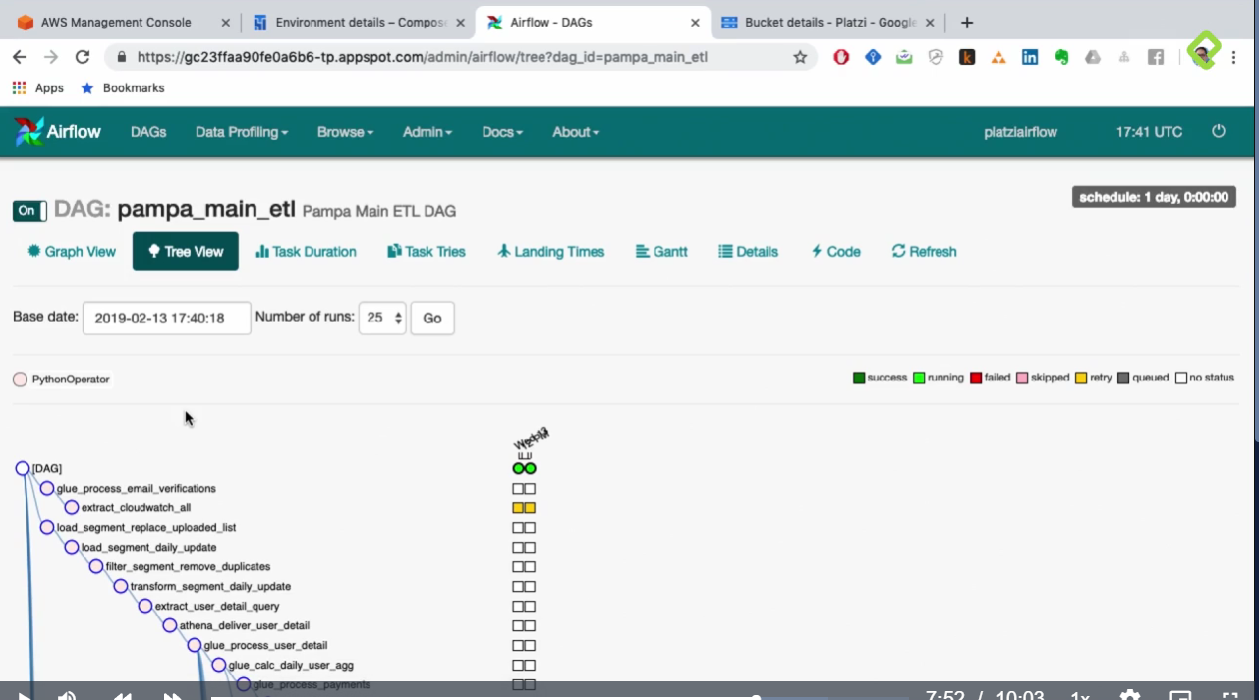 AWS Management Console
Environment details – Compos
Airflow - DAGs
Bucket details - Platzi - Google
https://gc23ffaa90fe0a6b6-tp.appspot.com/admin/airflow/tree?dag_id=pampa_main_etl
Apps Bookmarks
Airflow DAGs Data Profiling Browse Admin Docs About platziairflow 17:41 UTC
On DAG: pampa_main_etl Pampa Main ETL DAG
schedule: 1 day, 0:00:00
Graph View Tree View Task Duration Task Tries Landing Times Gantt Details Code Refresh
Base date: 2019-02-13 17:40:18 Number of runs: 25 Go
PythonOperator success running failed skipped retry queued no status
[DAG]
glue_process_email_verifications
extract_cloudwatch_all
load_segment_replace_uploaded_list
load_segment_daily_update
filter_segment_remove_duplicates
transform_segment_daily_update
extract_user_detail_query
athena_deliver_user_detail
glue_process_user_detail
glue_calc_daily_user_agg
glue_process_payments
7:52 / 10:03 1x